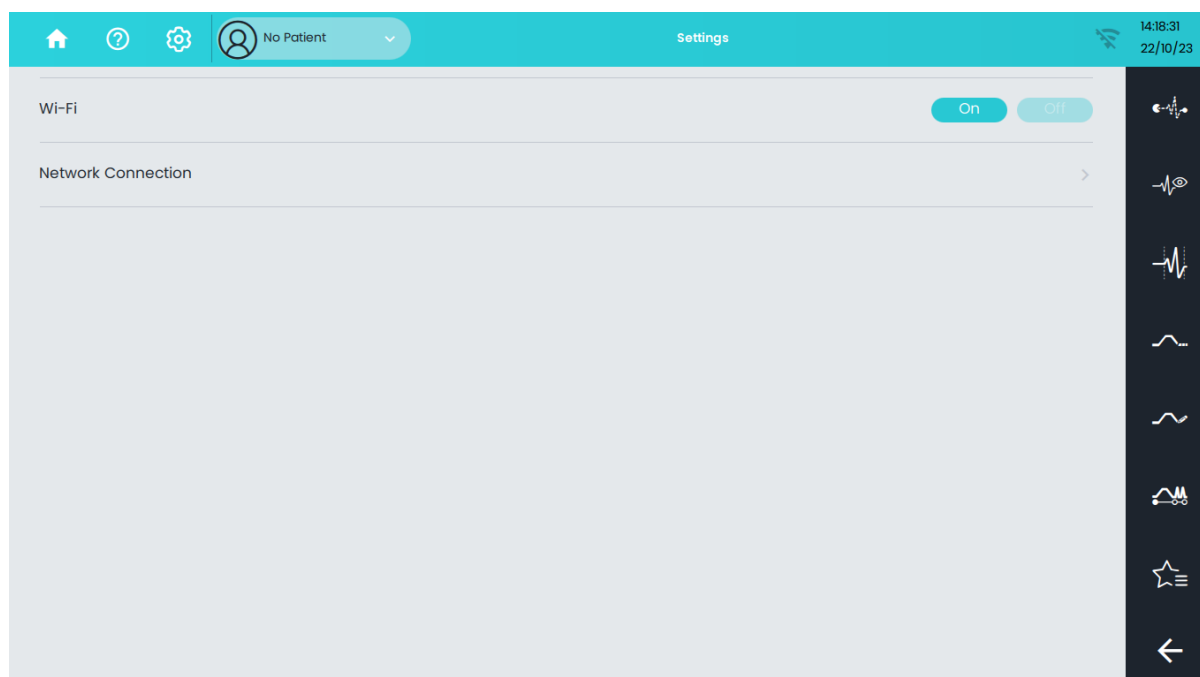 No Patient
Settings
14:18:31
22/10/23
Wi-Fi
On
Off
Network Connection